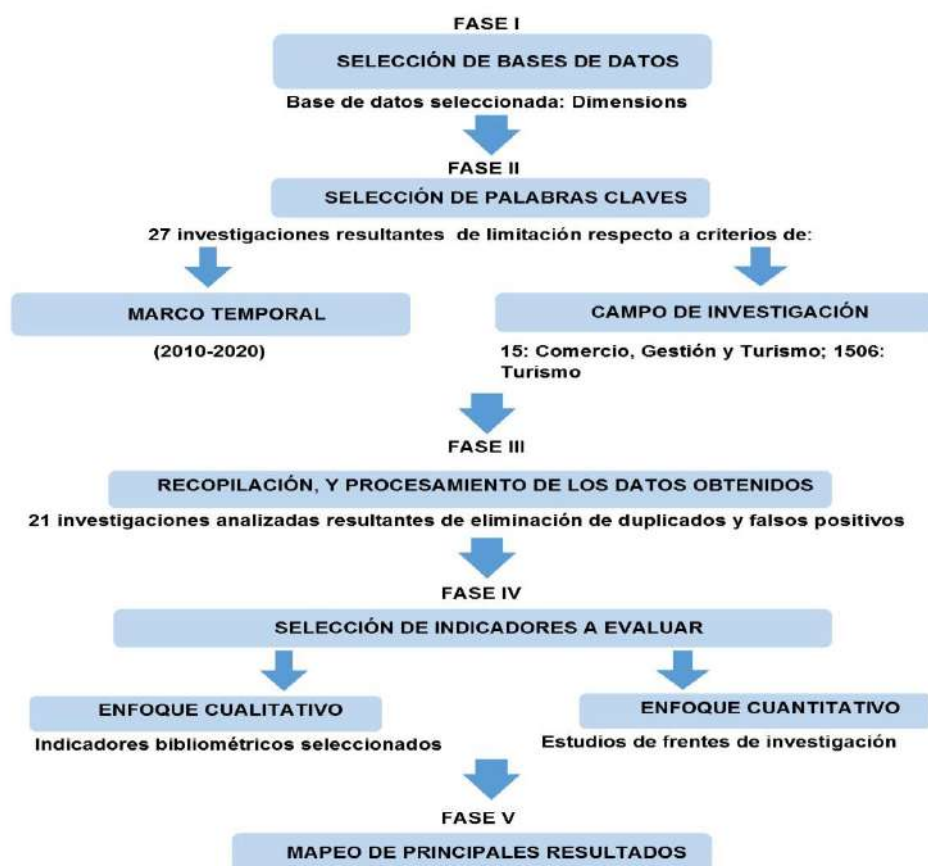 FASE I
SELECCIÓN DE BASES DE DATOS
Base de datos seleccionada: Dimensions
FASE II
SELECCIÓN DE PALABRAS CLAVES
27 investigaciones resultantes de limitación respecto a criterios de:
MARCO TEMPORAL
(2010-2020)
CAMPO DE INVESTIGACIÓN
15: Comercio, Gestión y Turismo; 1506:
Turismo
FASE III
RECOPILACIÓN, Y PROCESAMIENTO DE LOS DATOS OBTENIDOS
21 investigaciones analizadas resultantes de eliminación de duplicados y falsos positivos
FASE IV
SELECCIÓN DE INDICADORES A EVALUAR
ENFOQUE CUALITATIVO
Indicadores bibliométricos seleccionados
ENFOQUE CUANTITATIVO
Estudios de frentes de investigación
FASE V
MAPEO DE PRINCIPALES RESULTADOS